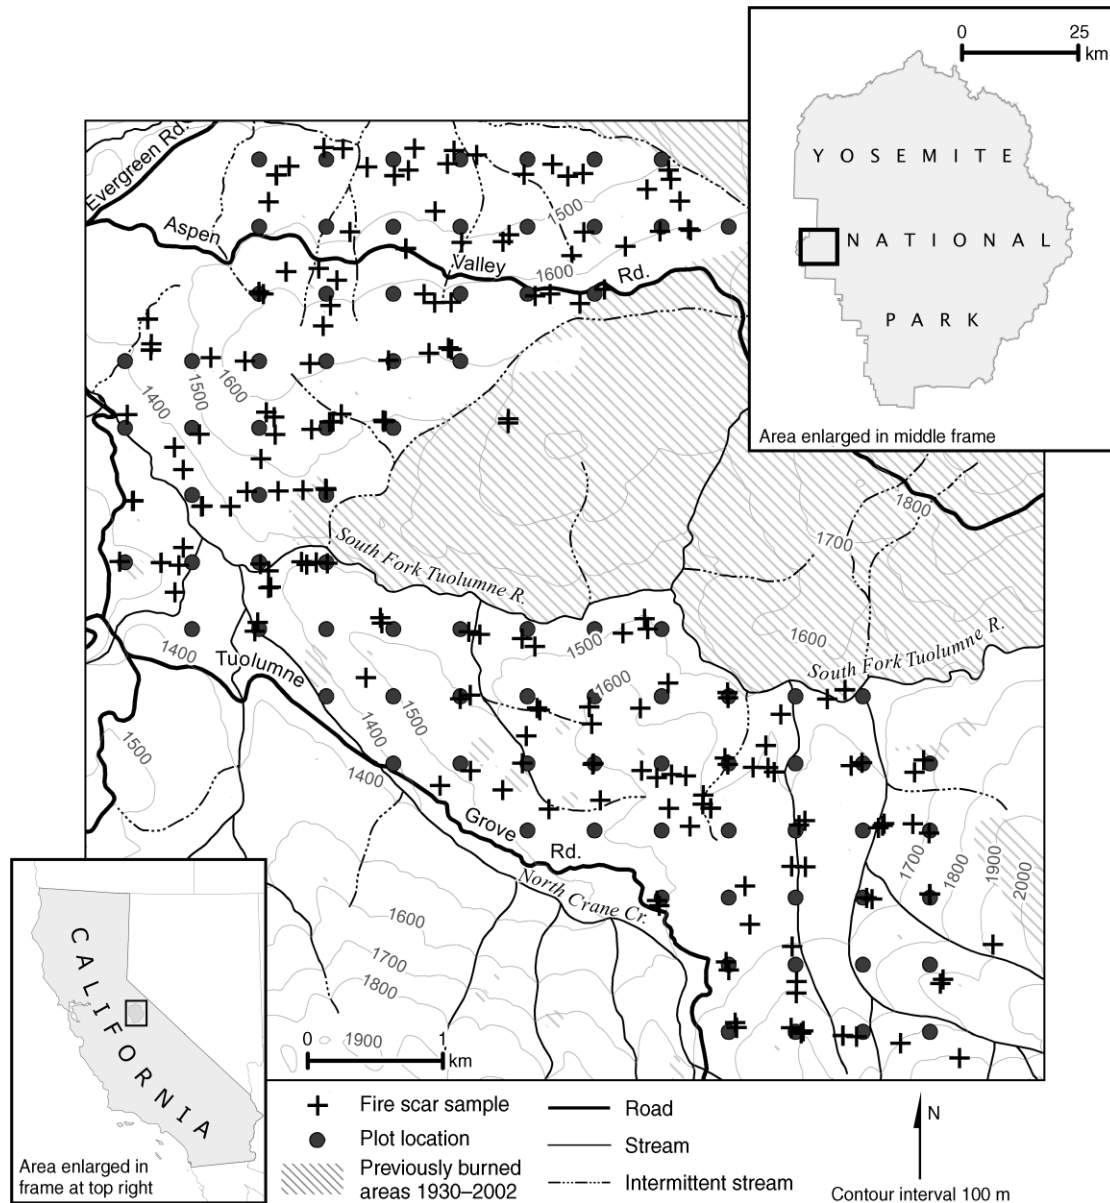 0 25
km
YOSEMITE
NATIONAL
PARK
Area enlarged in middle frame
Evergreen Rd.
Aspen
Valley
Rd.
1500
1600
1400
1500
1600
1800
1700
1600
South Fork Tuolumne R.
South Fork Tuolumne R.
1400
Tuolumne
1500
1600
1500
1400
1500
1400
Grove
Rd.
North Crane Cr.
1700
1800
1900
2000
1600
1700
1800
1900
0 1
km
CALIFORNIA
Area enlarged in
frame at top right
Fire scar sample
Plot location
Previously burned
areas 1930–2002
Road
Stream
Intermittent stream
N
Contour interval 100 m